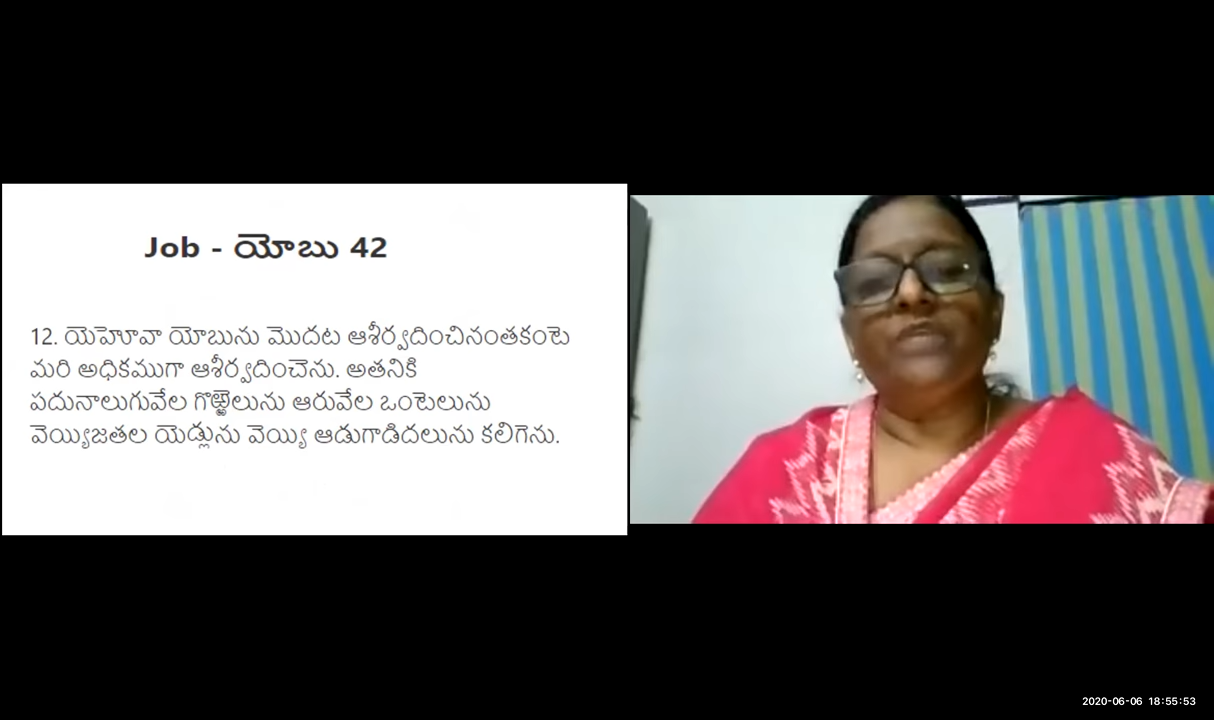 Job - యోబు 42
12. యెహోవా యోబును మొదట ఆశీర్వదించినంతకంటె
మరి అధికముగా ఆశీర్వదించెను. అతనికి
పదునాలుగువేల గొఱ్ఱెలును ఆరువేల ఒంటెలును
వెయ్యిజతల యెడ్లును వెయ్యి ఆడుగాడిదలును కలిగెను.
2020-06-06 18:55:53